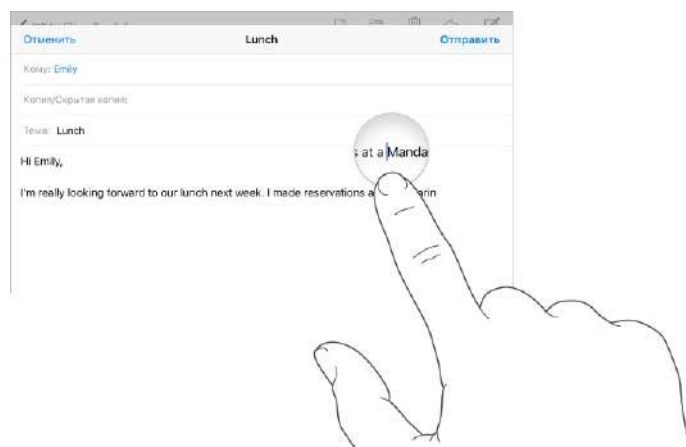 Отменить Lunch Отправить
Кому: Emily
Копия/Скрытая копия:
Тема: Lunch
s at a Manda
Hi Emily,
I'm really looking forward to our lunch next week. I made reservations a arin